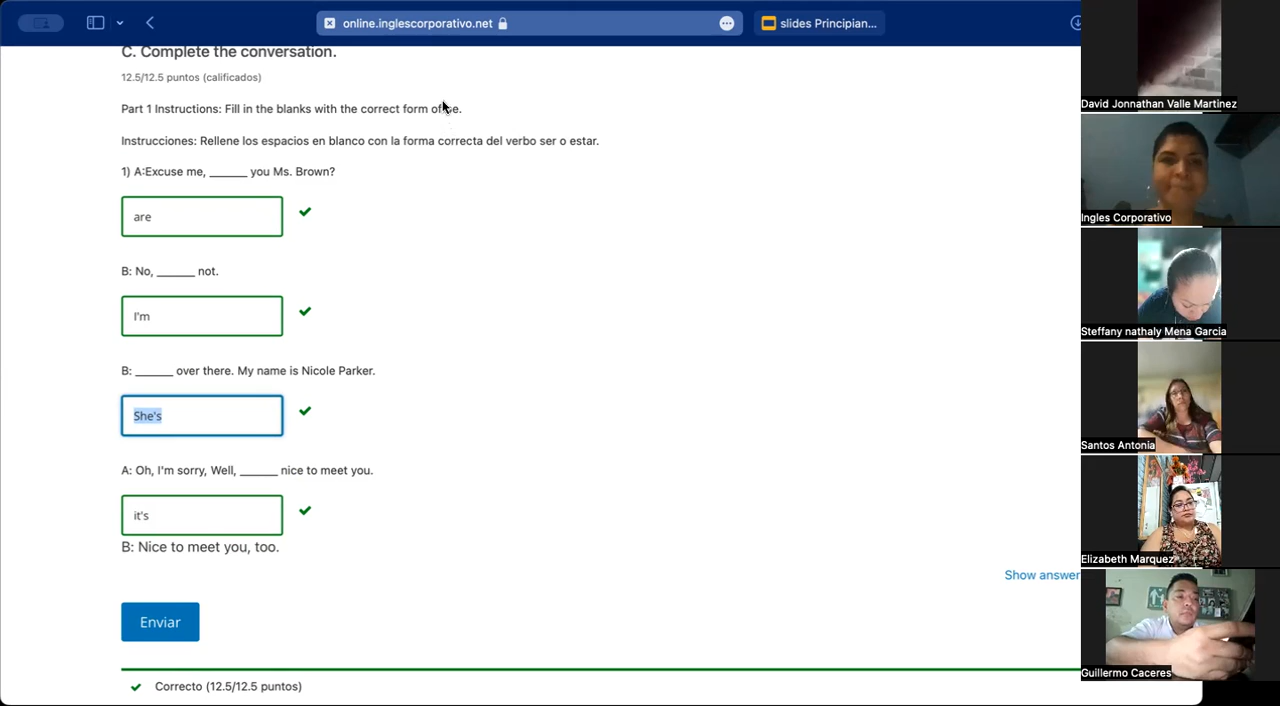 online.inglescorporativo.net
slides Principian...
C. Complete the conversation.
12.5/12.5 puntos (calificados)
Part 1 Instructions: Fill in the blanks with the correct form of be.
Instrucciones: Rellene los espacios en blanco con la forma correcta del verbo ser o estar.
1) A:Excuse me, ______ you Ms. Brown?
are
B: No, ______ not.
I'm
B: ______ over there. My name is Nicole Parker.
She's
A: Oh, I'm sorry, Well, ______ nice to meet you.
it's
B: Nice to meet you, too.
Show answer
Enviar
Correcto (12.5/12.5 puntos)
David Jonnathan Valle Martinez
Ingles Corporativo
Steffany nathaly Mena Garcia
Santos Antonia
Elizabeth Marquez
Guillermo Caceres